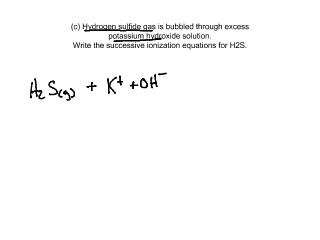 (c) Hydrogen sulfide gas is bubbled through excess
potassium hydroxide solution.
Write the successive ionization equations for H2S.
H₂S(g) + K⁺ + OH⁻